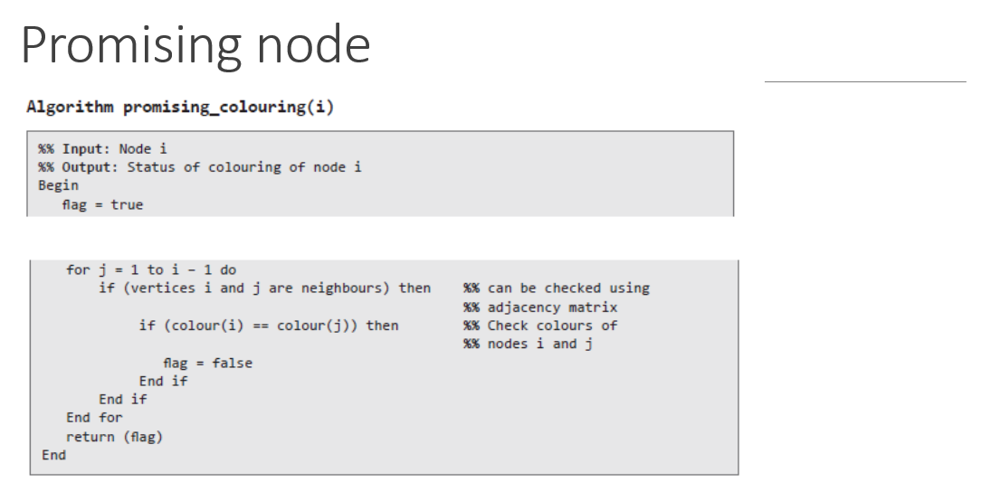 Promising node
Algorithm promising_colouring(i)
%% Input: Node i
%% Output: Status of colouring of node i
Begin
flag = true
for j = 1 to i – 1 do
if (vertices i and j are neighbours) then %% can be checked using
%% adjacency matrix
if (colour(i) == colour(j)) then %% Check colours of
%% nodes i and j
flag = false
End if
End if
End for
return (flag)
End